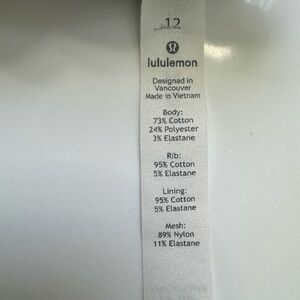 12
lululemon
Designed in
Vancouver
Made in Vietnam
Body:
73% Cotton
24% Polyester
3% Elastane
Rib:
95% Cotton
5% Elastane
Lining:
95% Cotton
5% Elastane
Mesh:
89% Nylon
11% Elastane